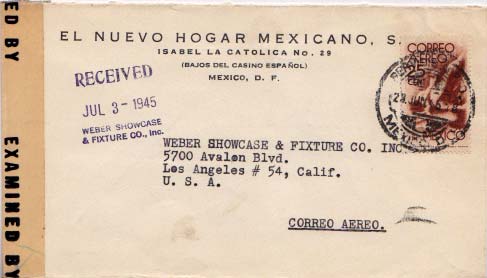 EL NUEVO HOGAR MEXICANO, S.
ISABEL LA CATOLICA No. 29
(BAJOS DEL CASINO ESPAÑOL)
MEXICO, D. F.
CORREO
AEREO
25
MEXICO
RECEIVED
JUL 3 - 1945
WEBER SHOWCASE
& FIXTURE CO., Inc.
WEBER SHOWCASE & FIXTURE CO. INC.
5700 Avalon Blvd.
Los Angeles # 54, Calif.
U. S. A.
CORREO AEREO.
ED BY
EXAMINED BY